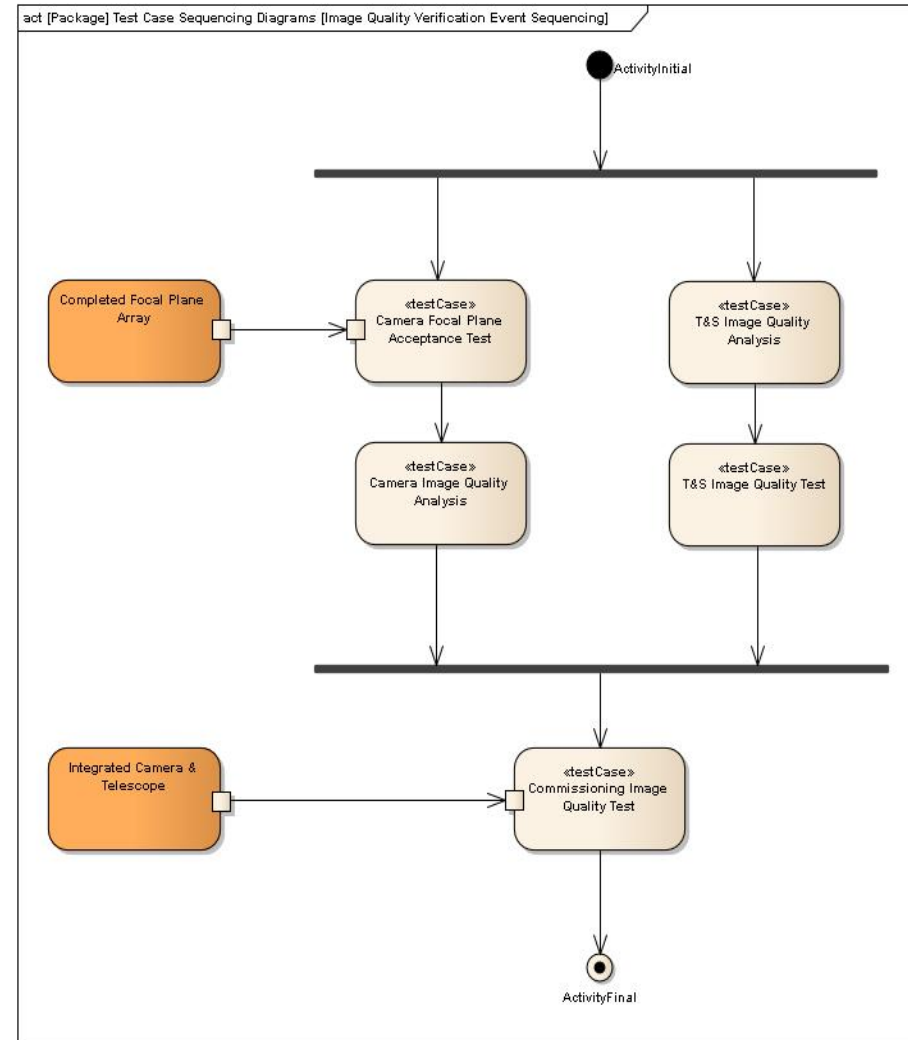 act [Package] Test Case Sequencing Diagrams [Image Quality Verification Event Sequencing]
ActivityInitial
Completed Focal Plane
Array
«testCase»
Camera Focal Plane
Acceptance Test
«testCase»
T&S Image Quality
Analysis
«testCase»
Camera Image Quality
Analysis
«testCase»
T&S Image Quality Test
Integrated Camera &
Telescope
«testCase»
Commissioning Image
Quality Test
ActivityFinal